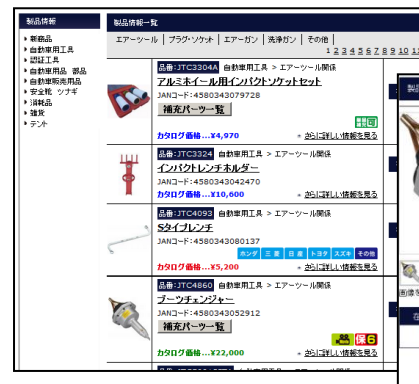 製品情報
新商品
自動車用工具
認証工具
自動車用品 部品
自動車販売用品
安全靴 ツナギ
消耗品
雑貨
テント
製品情報一覧
エアーツール | プラグ・ソケット | エアーガン | 洗浄ガン | その他 |
1 2 3 4 5 6 7 8 9 10 11
品番:JTC3304A 自動車用工具 > エアーツール関係
アルミホイール用インパクトソケットセット
JANコード:4580343079728
補充パーツ一覧
カタログ価格...¥4,970
さらに詳しい情報を見る
品番:JTC3324 自動車用工具 > エアーツール関係
インパクトレンチホルダー
JANコード:4580343042470
カタログ価格...¥10,600
さらに詳しい情報を見る
品番:JTC4093 自動車用工具 > エアーツール関係
Sタイプレンチ
JANコード:4580343080137
ホンダ 三菱 日産 トヨタ スズキ その他
カタログ価格...¥5,200
さらに詳しい情報を見る
品番:JTC4860 自動車用工具 > エアーツール関係
ブーツチェンジャー
JANコード:4580343052912
補充パーツ一覧
保6
カタログ価格...¥22,000
さらに詳しい情報を見る
製
画像を
在